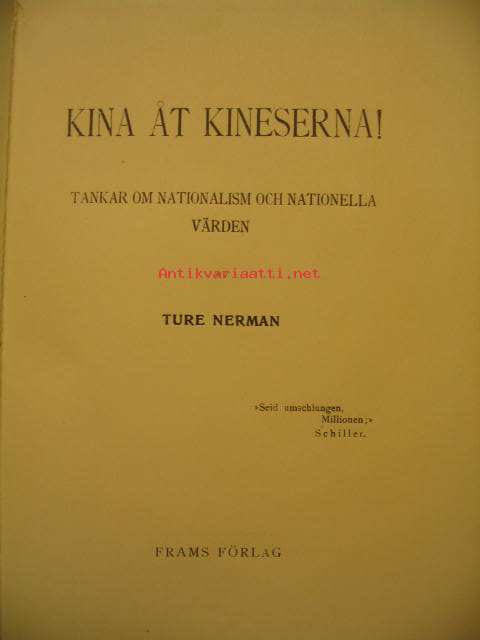 KINA ÅT KINESERNA!
TANKAR OM NATIONALISM OCH NATIONELLA
VÄRDEN
Antikvariaatti.net
TURE NERMAN
»Seid umschlungen,
Millionen;»
Schiller.
FRAMS FÖRLAG